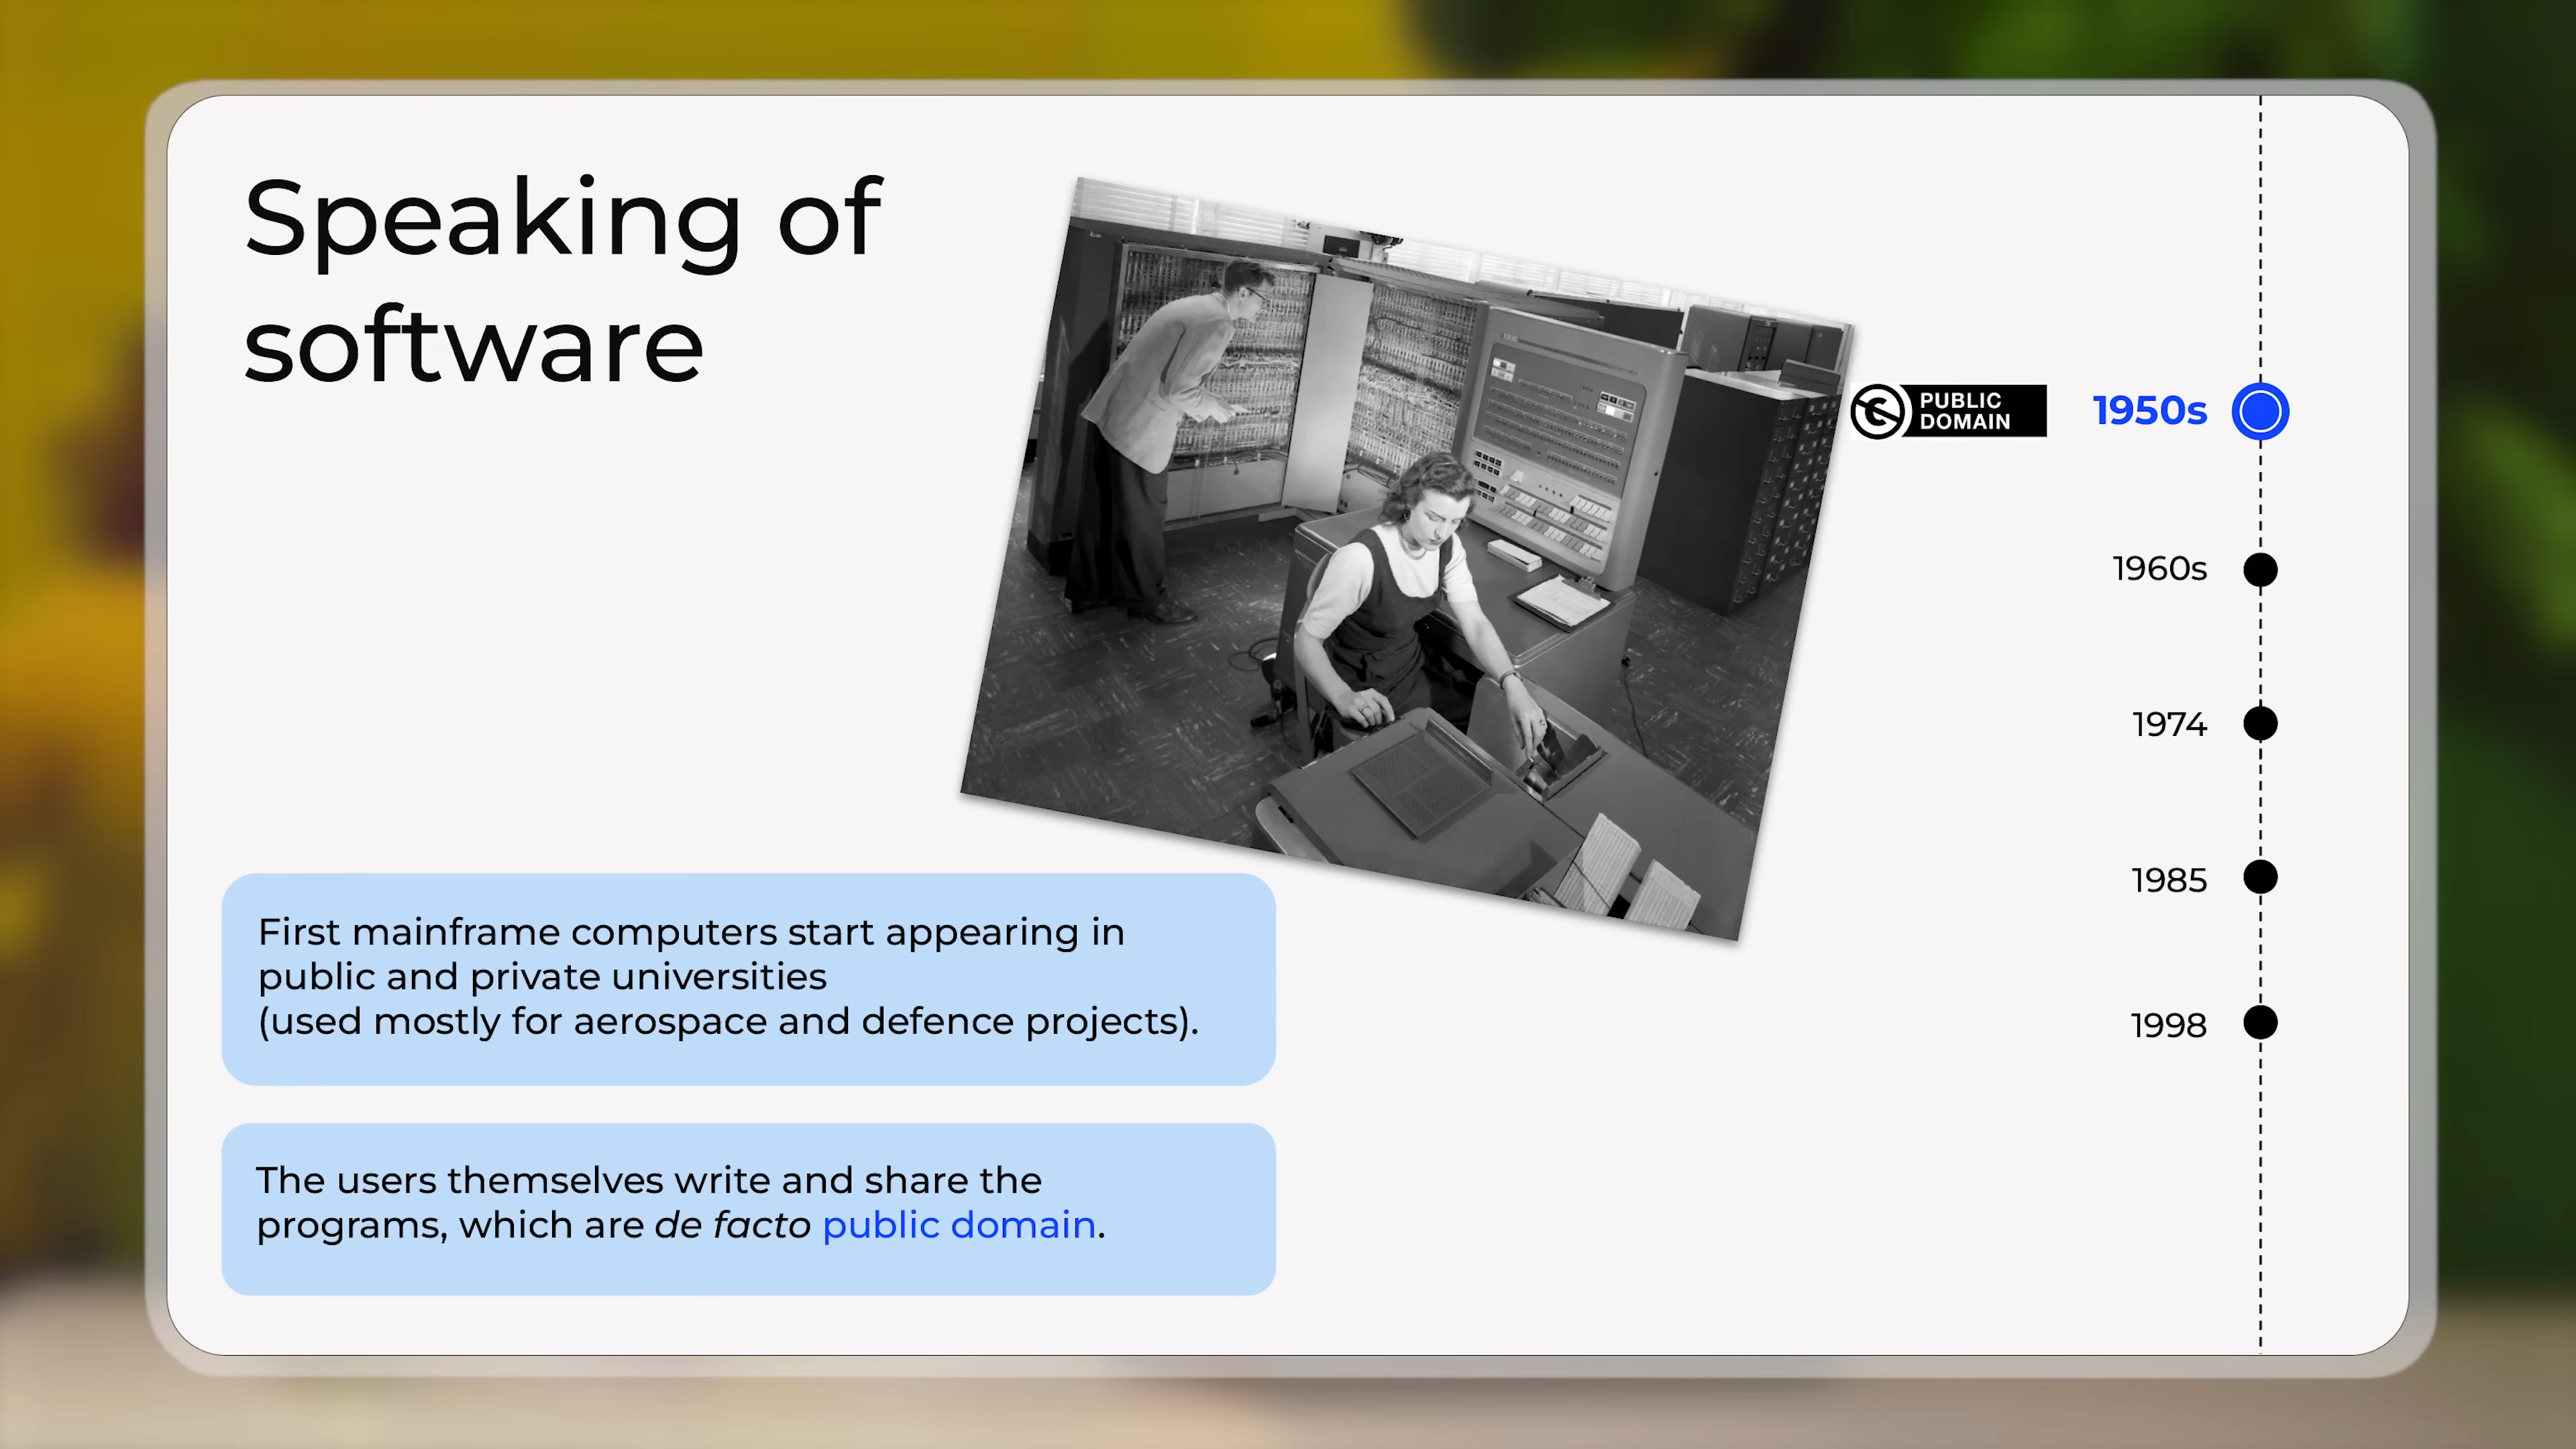 Speaking of
software
PUBLIC
DOMAIN
1950s
1960s
1974
1985
1998
First mainframe computers start appearing in
public and private universities
(used mostly for aerospace and defence projects).
The users themselves write and share the
programs, which are de facto public domain.